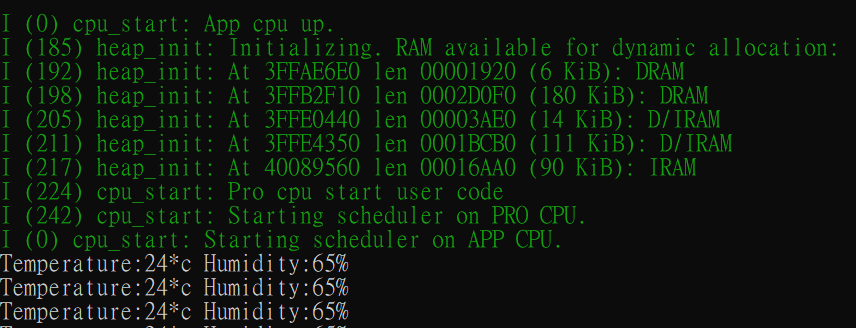 I (0) cpu_start: App cpu up.
I (185) heap_init: Initializing. RAM available for dynamic allocation:
I (192) heap_init: At 3FFAE6E0 len 00001920 (6 KiB): DRAM
I (198) heap_init: At 3FFB2F10 len 0002D0F0 (180 KiB): DRAM
I (205) heap_init: At 3FFE0440 len 00003AE0 (14 KiB): D/IRAM
I (211) heap_init: At 3FFE4350 len 0001BCB0 (111 KiB): D/IRAM
I (217) heap_init: At 40089560 len 00016AA0 (90 KiB): IRAM
I (224) cpu_start: Pro cpu start user code
I (242) cpu_start: Starting scheduler on PRO CPU.
I (0) cpu_start: Starting scheduler on APP CPU.
Temperature:24*c Humidity:65%
Temperature:24*c Humidity:65%
Temperature:24*c Humidity:65%